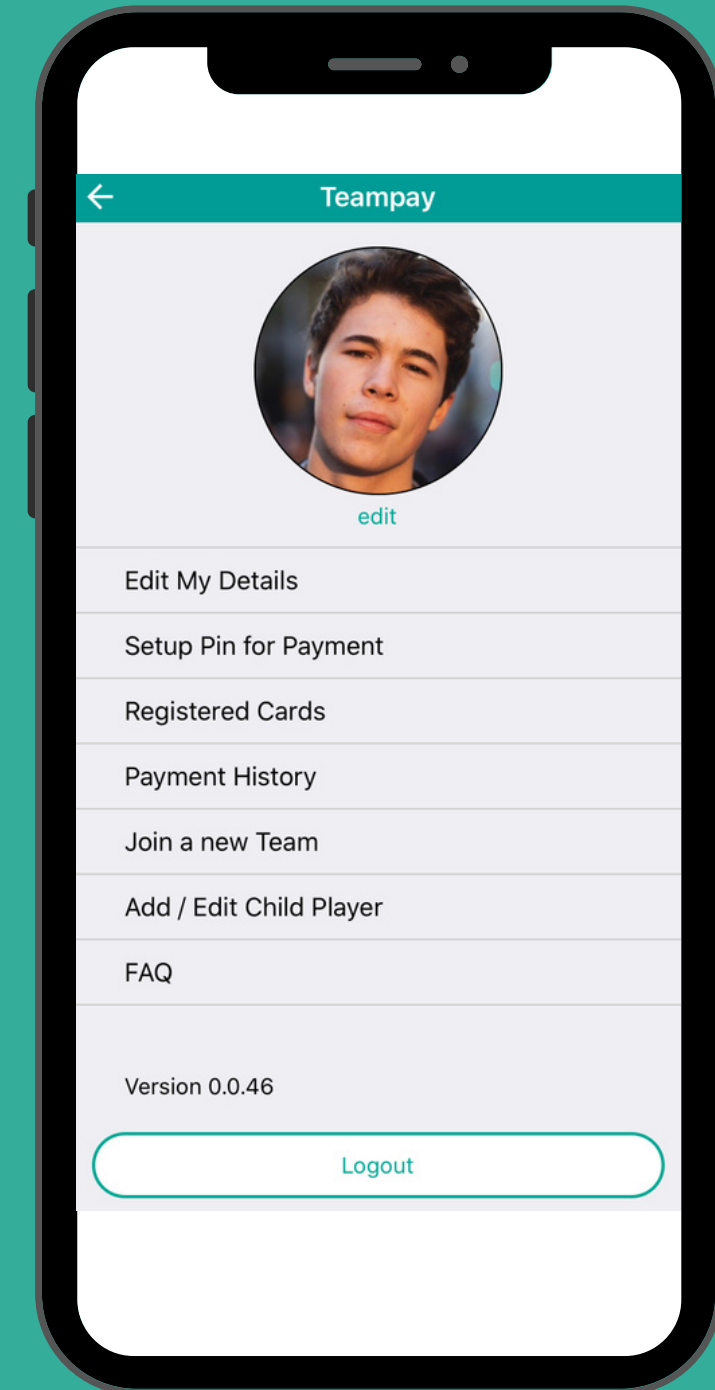 Teampay
edit
Edit My Details
Setup Pin for Payment
Registered Cards
Payment History
Join a new Team
Add / Edit Child Player
FAQ
Version 0.0.46
Logout